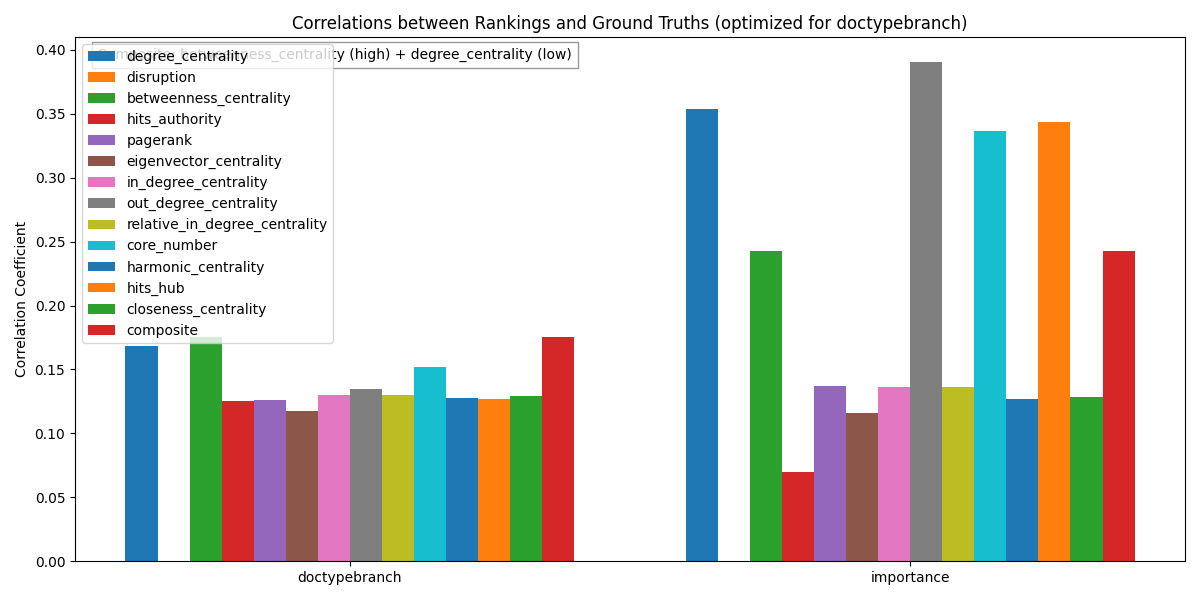 Correlations between Rankings and Ground Truths (optimized for doctypebranch)
Composite: betweenness_centrality (high) + degree_centrality (low)
degree_centrality
disruption
betweenness_centrality
hits_authority
pagerank
eigenvector_centrality
in_degree_centrality
out_degree_centrality
relative_in_degree_centrality
core_number
harmonic_centrality
hits_hub
closeness_centrality
composite
Correlation Coefficient
0.40
0.35
0.30
0.25
0.20
0.15
0.10
0.05
0.00
doctypebranch
importance